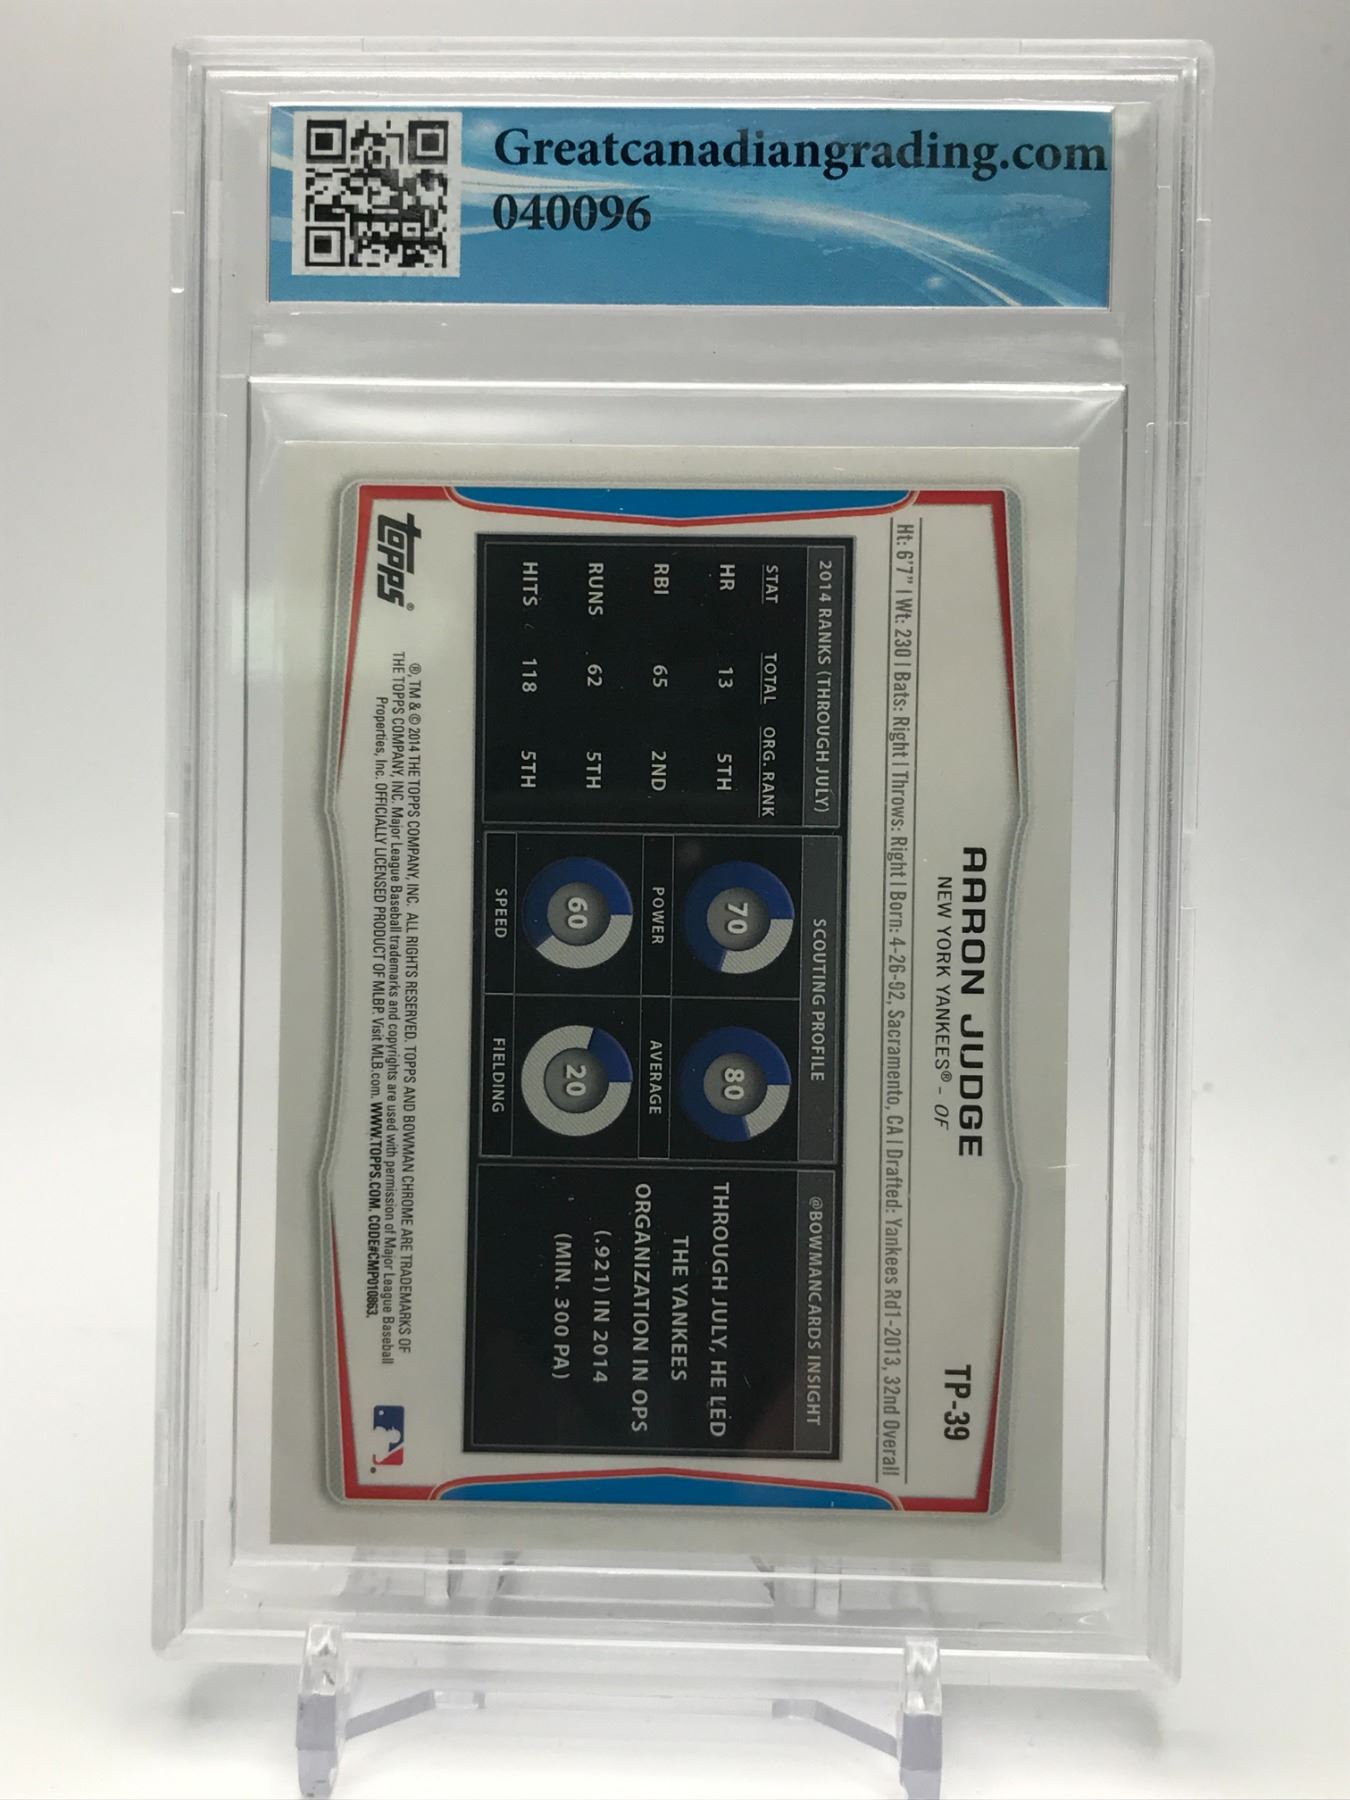 Greatcanadiangrading.com
040096
AARON JUDGE
NEW YORK YANKEES® - OF
TP-39
Ht: 6'7" | Wt: 230 | Bats: Right | Throws: Right | Born: 4-26-92, Sacramento, CA | Drafted: Yankees Rd1-2013, 32nd Overall
2014 RANKS (THROUGH JULY)
STAT TOTAL ORG. RANK
HR 13 5TH
RBI 65 2ND
RUNS 62 5TH
HITS 118 5TH
SCOUTING PROFILE
70 80
POWER AVERAGE
60 20
SPEED FIELDING
@BOWMANCARDS INSIGHT
THROUGH JULY, HE LED
THE YANKEES
ORGANIZATION IN OPS
(.921) IN 2014
(MIN. 300 PA)
topps®
®, TM & © 2014 THE TOPPS COMPANY, INC. ALL RIGHTS RESERVED. TOPPS AND BOWMAN CHROME ARE TRADEMARKS OF
THE TOPPS COMPANY, INC. Major League Baseball trademarks and copyrights are used with permission of Major League Baseball
Properties, Inc. OFFICIALLY LICENSED PRODUCT OF MLBP. Visit MLB.com. WWW.TOPPS.COM. CODE#CMP010863.